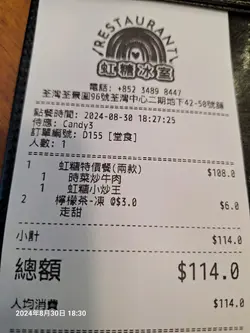 RESTAURANT
虹糖冰室
電話: +852 3489 8447
荃灣荃景圍96號荃灣中心二期地下42-50號舖
點餐時間: 2024-08-30 18:27:25
侍應: Candy3
訂單編號: D155 [堂食]
人數: 1
1 虹糖特價餐(兩款) $108.0
1 時菜炒牛肉
1 虹糖小炒王
2 檸檬茶-凍 @$3.0 $6.0
走甜
小計 $114.0
總額 $114.0
人均消費 $114.0
2024年8月30日 18:30